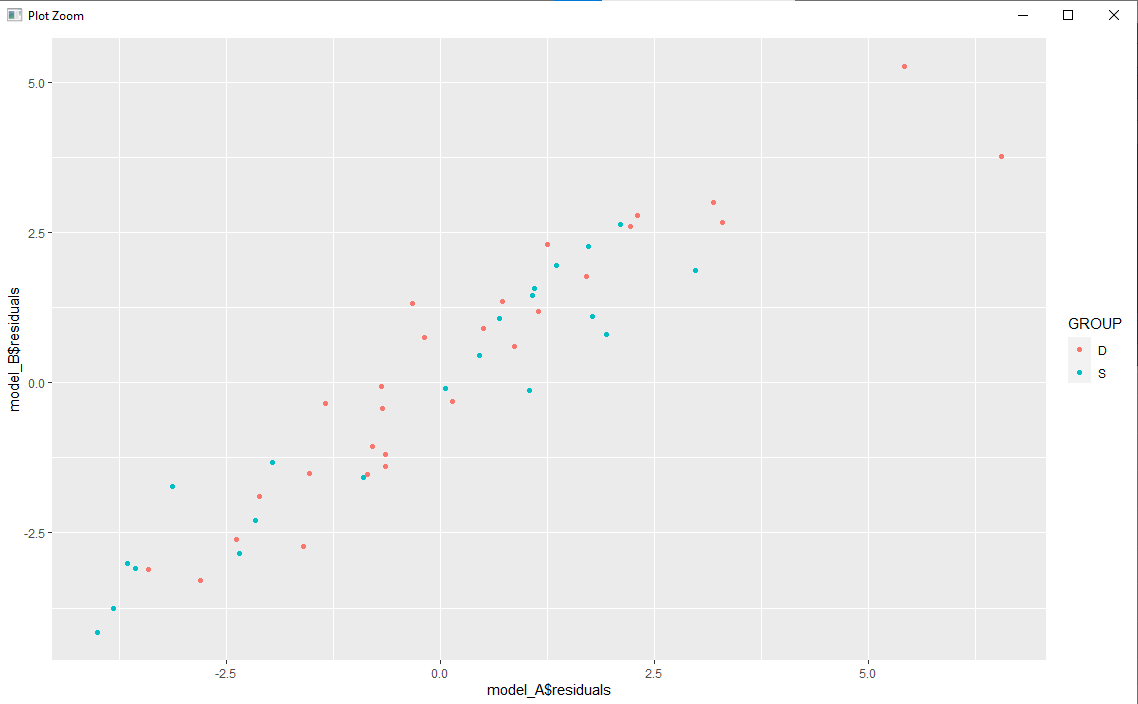 Plot Zoom
5.0
2.5
0.0
-2.5
model_B$residuals
-2.5
0.0
2.5
5.0
model_A$residuals
GROUP
D
S